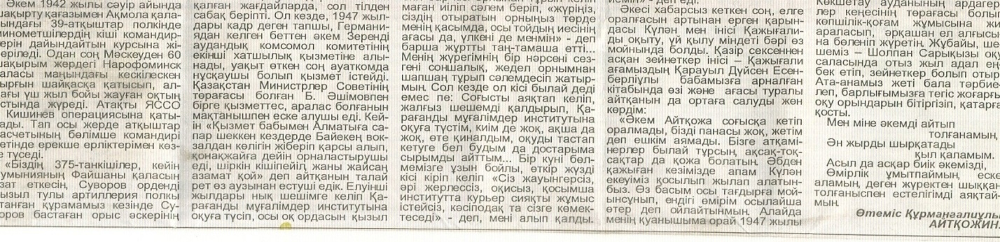 Әкем 1942 жылы сәуір айында
шақырту қағазымен Ақмола қала-
ындағы 39-атқыштар полкінде
минометшілердің кіші командир-
ерін дайындайтын курсына жі-
еріледі. Одан соң Мәскеуден 60
шақырым жердегі Нарофоминск
аласы маңындағы кескілескен
ырғын шайқасқа қатысып, ал-
ағы үш жыл бойы жауған оқтың
стында жүреді. Атақты ЯССО
Кишинев операциясына қаты-
ады. Тап осы жерде атқыштар
асчетының бөлімше командирі
етінде ерекше ерліктерімен көз-
е түседі.
«Біздің 375-танкішілер, кейін
умынияның Файшаны қаласын
зат еткесін, Суворов орденді
ызыл тулы артиллерия полкы
танған құрамамыз кезінде Су-
оров бастаған орыс әскерінің
қалған жағдайларда, сол тілден
сабақ беріпті. Ол кезде, 1947 жыл-
дары кадр деген тапшы, Германи-
ядан келген беттен әкем Зеренді
аудандық комсомол комитетінің
екінші хатшылық қызметіне алы-
нады, уақыт өткен соң ауаткомда
нұсқаушы болып қызмет істейді.
Қазақстан Министрлер Советінің
төрағасы болған Б. Әшімовпен
бірге қызметтес, аралас болғанын
мақтанышпен еске алушы еді. Кей-
ін «Қызмет бабымен Алматыға са-
пар шеккен кездерде Байекең вок-
залдан көлігін жіберіп қарсы алып,
қонақжайға дейін орналастырушы
еді, шіркін кішіпейіл, жаны жайсаң
азамат қой» деп айтқанын талай
рет өз аузынан естуші едік. Елуінші
жылдары нық шешімге келіп Қа-
рағанды мұғалімдер институтына
оқуға түсіп, осы оқ ордасын қызыл
маған иіліп сәлем беріп, «жүріңіз,
сіздің отыратын орныңыз төрде
менің қасымда, осы тойдың иесінің
ағасы да, үлкені де менмін» - деп
барша жұртты таң-тамаша етті...
Менің жүрегімнің бір нәрсені сез-
гені соншалық, жедел орнымнан
шапшаң тұрып сәлемдесіп жатыр-
мын. Сол кезде ол кісі былай деді
емес пе: Соғысты аяқтап келіп,
жалғыз шешемді қалдырып, Қа-
рағанды мұғалімдер институтына
оқуға түстім, киім де жоқ, ақша да
жоқ, өте қиналдым, оқуды тастап
кетуге бел будым да достарыма
сырымды айттым... Бір күні бөл-
мемізге ұзын бойлы, өткір жүзді
кісі кіріп келіп «Сіз жауынгерсіз,
әрі жерлессіз, оқисыз, қосымша
институтта курьер сияқты жұмыс
істейсіз, кәсіподақ та сізге көмек-
теседі» - деп, мені алып қалды.
Әкесі хабарсыз кеткен соң, елге
оралғасын артынан ерген қарын-
дасы Күлән мен інісі Қажығали-
ды оқыту, үй қылу міндеті бәрі өз
мойнында болды. Қазір сексеннен
асқан зейнеткер інісі – Қажығали
ағамыздың Қарауыл Дүйсен Есен-
берліұлы бабамызға арналған
кітабында өзі және ағасы туралы
айтқанын да ортаға салуды жөн
көрдім:
«Әкем Айтқожа соғысқа кетіп
оралмады, бізді панасы жоқ, жетім
деп ешкім аямады. Бізге атқамі-
нерлер былай тұрсын, ақсақ-тоқ-
сақтар да қожа болатын. Әбден
қажыған кезімізде апам Күлән
екеуіміз қосылып жылап алатын-
быз. Өз басым осы тағдырға мой-
ынсұнып, ендігі өмірім осылайша
өтер деп ойлайтынмын. Алайда
менің қуанышыма орай 1947 жылы
Көкшетау ауданының ардагер
лер кеңесінің төрағасы болы
көпшілік-қоғам жұмысына жи
араласып, әрқашан ел алғысы
на бөленіп жүретін. Жұбайы, ше-
шеміз – Шолпан Сарықызы оқ
саласында отыз жыл адал ең-
бек етіп, зейнеткер болып отыр
Ата-анамыз жеті бала тәрбие-
леп, барлығымызға тегіс жоғарғ
оқу орындарын бітіргізіп, қатарға
қосты.
Мен міне әкемді айтып
толғанамын,
Ән жырды шырқатады
қыл қаламым.
Асыл да асқар биік әкемізді,
Өмірлік ұмытпаймын, еске
аламын, деген жүректен шыққа
толғаныспен естелігімді аяқтай
мын.
Өтеміс Құрманғалиұлы
АЙТҚОЖИН